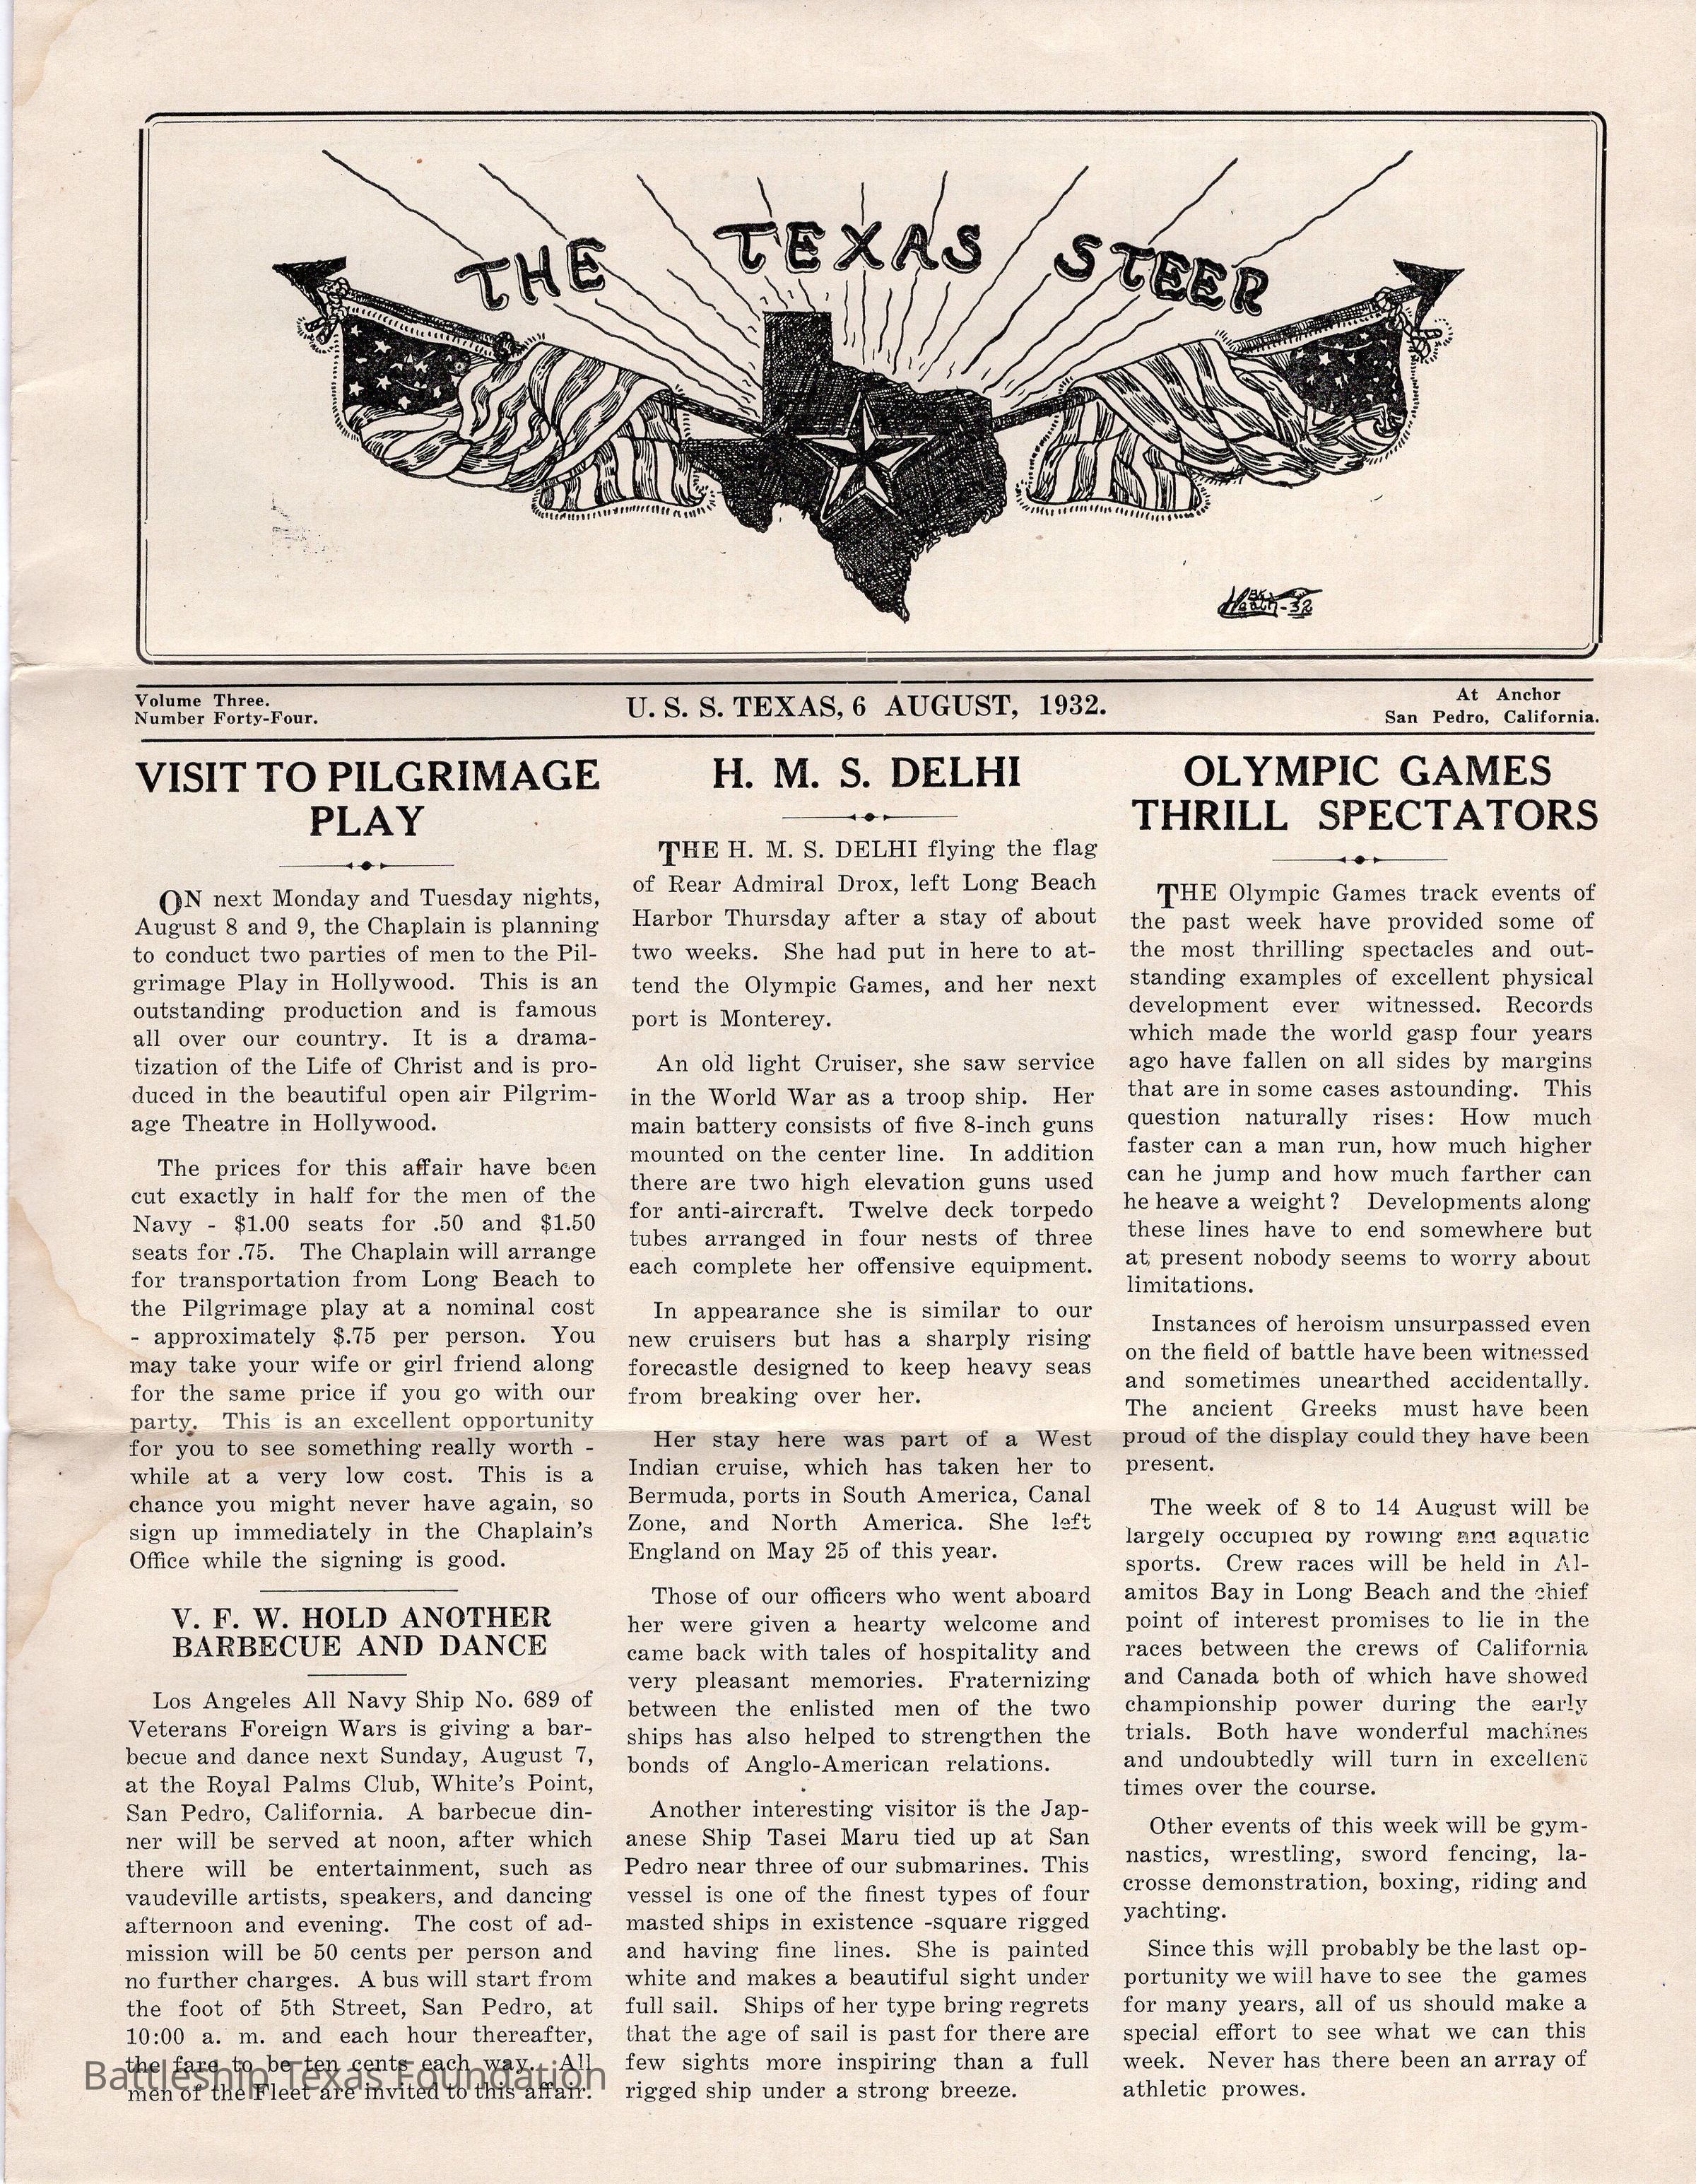 THE TEXAS STEER
-32
Volume Three.
Number Forty-Four.
U. S. S. TEXAS, 6 AUGUST, 1932.
At Anchor
San Pedro, California.
VISIT TO PILGRIMAGE
PLAY
ON next Monday and Tuesday nights,
August 8 and 9, the Chaplain is planning
to conduct two parties of men to the Pil-
grimage Play in Hollywood. This is an
outstanding production and is famous
all over our country. It is a drama-
tization of the Life of Christ and is pro-
duced in the beautiful open air Pilgrim-
age Theatre in Hollywood.
The prices for this affair have been
cut exactly in half for the men of the
Navy - $1.00 seats for .50 and $1.50
seats for .75. The Chaplain will arrange
for transportation from Long Beach to
the Pilgrimage play at a nominal cost
- approximately $.75 per person. You
may take your wife or girl friend along
for the same price if you go with our
party. This is an excellent opportunity
for you to see something really worth -
while at a very low cost. This is a
chance you might never have again, so
sign up immediately in the Chaplain's
Office while the signing is good.
V. F. W. HOLD ANOTHER
BARBECUE AND DANCE
Los Angeles All Navy Ship No. 689 of
Veterans Foreign Wars is giving a bar-
becue and dance next Sunday, August 7,
at the Royal Palms Club, White's Point,
San Pedro, California. A barbecue din-
ner will be served at noon, after which
there will be entertainment, such as
vaudeville artists, speakers, and dancing
afternoon and evening. The cost of ad-
mission will be 50 cents per person and
no further charges. A bus will start from
the foot of 5th Street, San Pedro, at
10:00 a. m. and each hour thereafter,
the fare to be ten cents each way. All
men of the Fleet are invited to this affair.
H. M. S. DELHI
THE H. M. S. DELHI flying the flag
of Rear Admiral Drox, left Long Beach
Harbor Thursday after a stay of about
two weeks. She had put in here to at-
tend the Olympic Games, and her next
port is Monterey.
An old light Cruiser, she saw service
in the World War as a troop ship. Her
main battery consists of five 8-inch guns
mounted on the center line. In addition
there are two high elevation guns used
for anti-aircraft. Twelve deck torpedo
tubes arranged in four nests of three
each complete her offensive equipment.
In appearance she is similar to our
new cruisers but has a sharply rising
forecastle designed to keep heavy seas
from breaking over her.
Her stay here was part of a West
Indian cruise, which has taken her to
Bermuda, ports in South America, Canal
Zone, and North America. She left
England on May 25 of this year.
Those of our officers who went aboard
her were given a hearty welcome and
came back with tales of hospitality and
very pleasant memories. Fraternizing
between the enlisted men of the two
ships has also helped to strengthen the
bonds of Anglo-American relations.
Another interesting visitor is the Jap-
anese Ship Tasei Maru tied up at San
Pedro near three of our submarines. This
vessel is one of the finest types of four
masted ships in existence -square rigged
and having fine lines. She is painted
white and makes a beautiful sight under
full sail. Ships of her type bring regrets
that the age of sail is past for there are
few sights more inspiring than a full
rigged ship under a strong breeze.
OLYMPIC GAMES
THRILL SPECTATORS
THE Olympic Games track events of
the past week have provided some of
the most thrilling spectacles and out-
standing examples of excellent physical
development ever witnessed. Records
which made the world gasp four years
ago have fallen on all sides by margins
that are in some cases astounding. This
question naturally rises: How much
faster can a man run, how much higher
can he jump and how much farther can
he heave a weight? Developments along
these lines have to end somewhere but
at present nobody seems to worry about
limitations.
Instances of heroism unsurpassed even
on the field of battle have been witnessed
and sometimes unearthed accidentally.
The ancient Greeks must have been
proud of the display could they have been
present.
The week of 8 to 14 August will be
largely occupied by rowing and aquatic
sports. Crew races will be held in Al-
amitos Bay in Long Beach and the chief
point of interest promises to lie in the
races between the crews of California
and Canada both of which have showed
championship power during the early
trials. Both have wonderful machines
and undoubtedly will turn in excellent
times over the course.
Other events of this week will be gym-
nastics, wrestling, sword fencing, la-
crosse demonstration, boxing, riding and
yachting.
Since this will probably be the last op-
portunity we will have to see the games
for many years, all of us should make a
special effort to see what we can this
week. Never has there been an array of
athletic prowes.
Battleship Texas Foundation